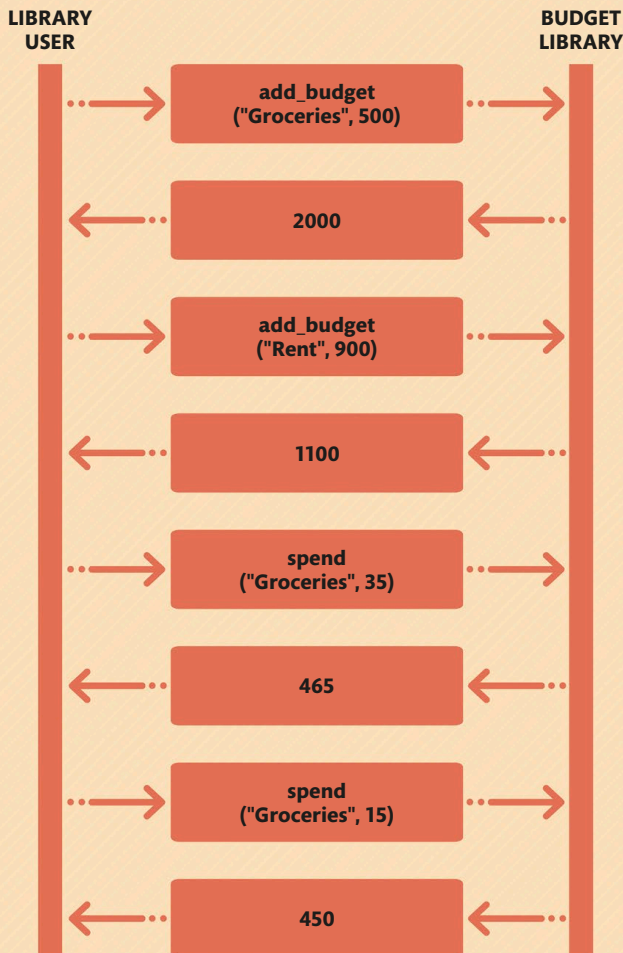 LIBRARY
USER
BUDGET
LIBRARY
add_budget
("Groceries", 500)
2000
add_budget
("Rent", 900)
1100
spend
("Groceries", 35)
465
spend
("Groceries", 15)
450